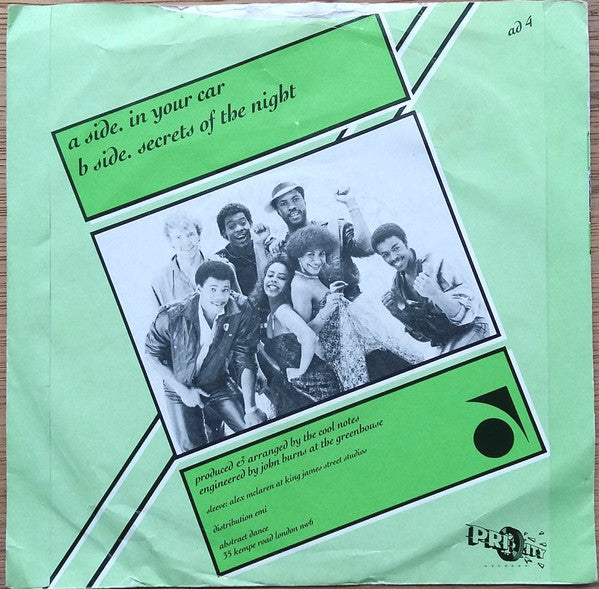 ad 4
a side. in your car
b side. secrets of the night
produced & arranged by the cool notes
engineered by john burns at the greenhouse
sleeve: alex mclaren at king james street studios
distribution emi
abstract dance
35 kempe road london nw6
PRIORITY
RECORDS